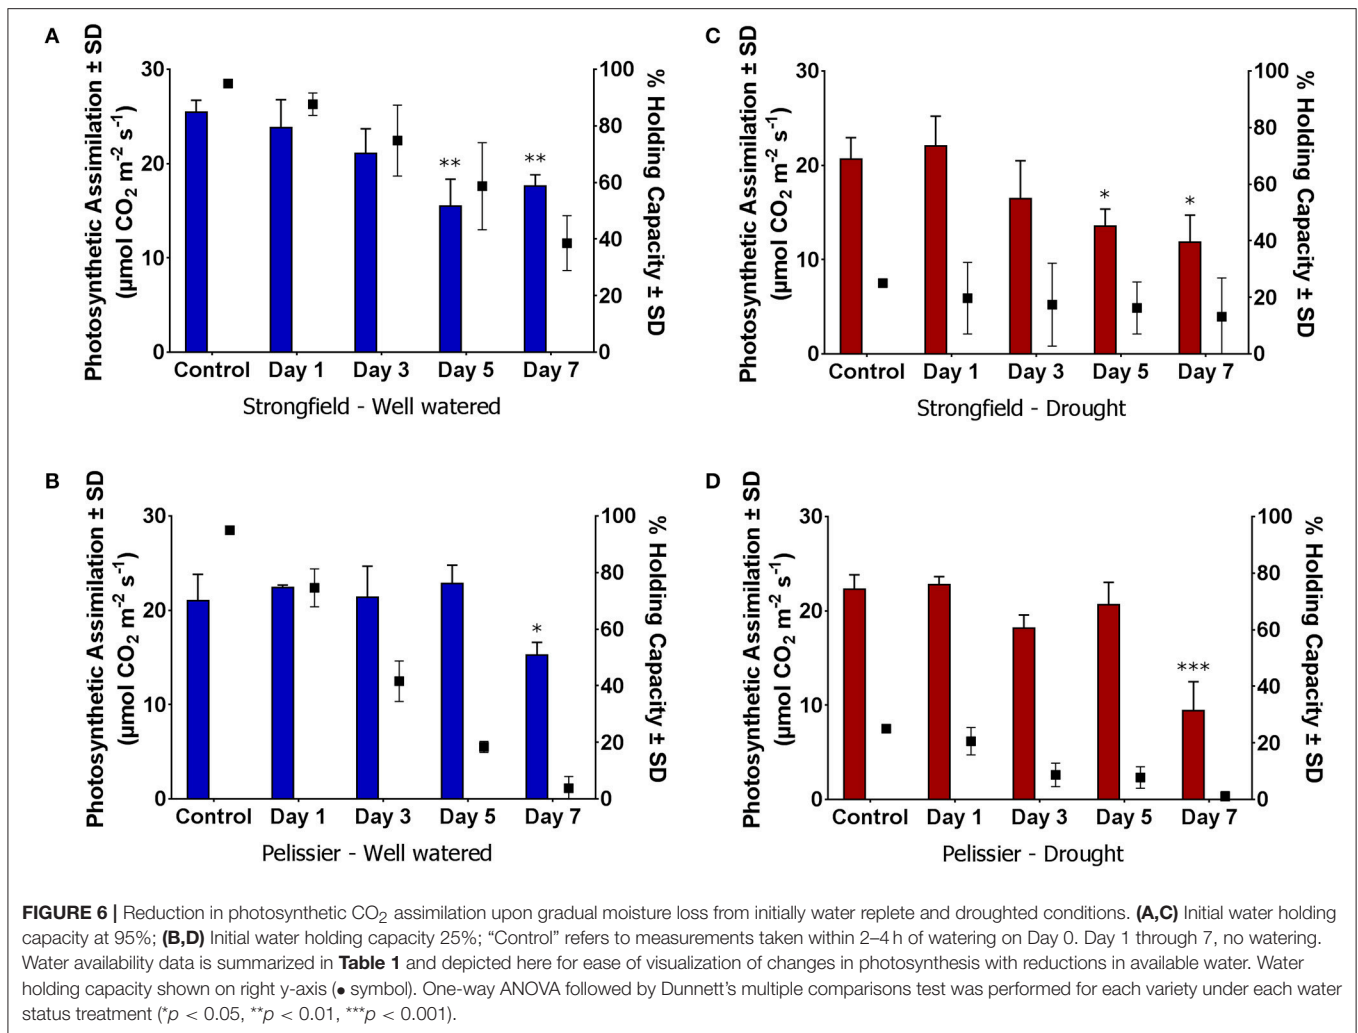 A
Photosynthetic Assimilation ± SD
(µmol CO2 m-2 s-1)
30
20
10
0
**
**
100
80
60
40
20
0
% Holding Capacity ± SD
Control Day 1 Day 3 Day 5 Day 7
Strongfield - Well watered
C
Photosynthetic Assimilation ± SD
(µmol CO2 m-2 s-1)
30
20
10
0
*
*
100
80
60
40
20
0
% Holding Capacity ± SD
Control Day 1 Day 3 Day 5 Day 7
Strongfield - Drought
B
Photosynthetic Assimilation ± SD
(µmol CO2 m-2 s-1)
30
20
10
0
*
100
80
60
40
20
0
% Holding Capacity ± SD
Control Day 1 Day 3 Day 5 Day 7
Pelissier - Well watered
D
Photosynthetic Assimilation ± SD
(µmol CO2 m-2 s-1)
30
20
10
0
***
100
80
60
40
20
0
% Holding Capacity ± SD
Control Day 1 Day 3 Day 5 Day 7
Pelissier - Drought
FIGURE 6 | Reduction in photosynthetic CO2 assimilation upon gradual moisture loss from initially water replete and droughted conditions. (A,C) Initial water holding
capacity at 95%; (B,D) Initial water holding capacity 25%; “Control” refers to measurements taken within 2–4 h of watering on Day 0. Day 1 through 7, no watering.
Water availability data is summarized in Table 1 and depicted here for ease of visualization of changes in photosynthesis with reductions in available water. Water
holding capacity shown on right y-axis (• symbol). One-way ANOVA followed by Dunnett’s multiple comparisons test was performed for each variety under each water
status treatment (*p < 0.05, **p < 0.01, ***p < 0.001).